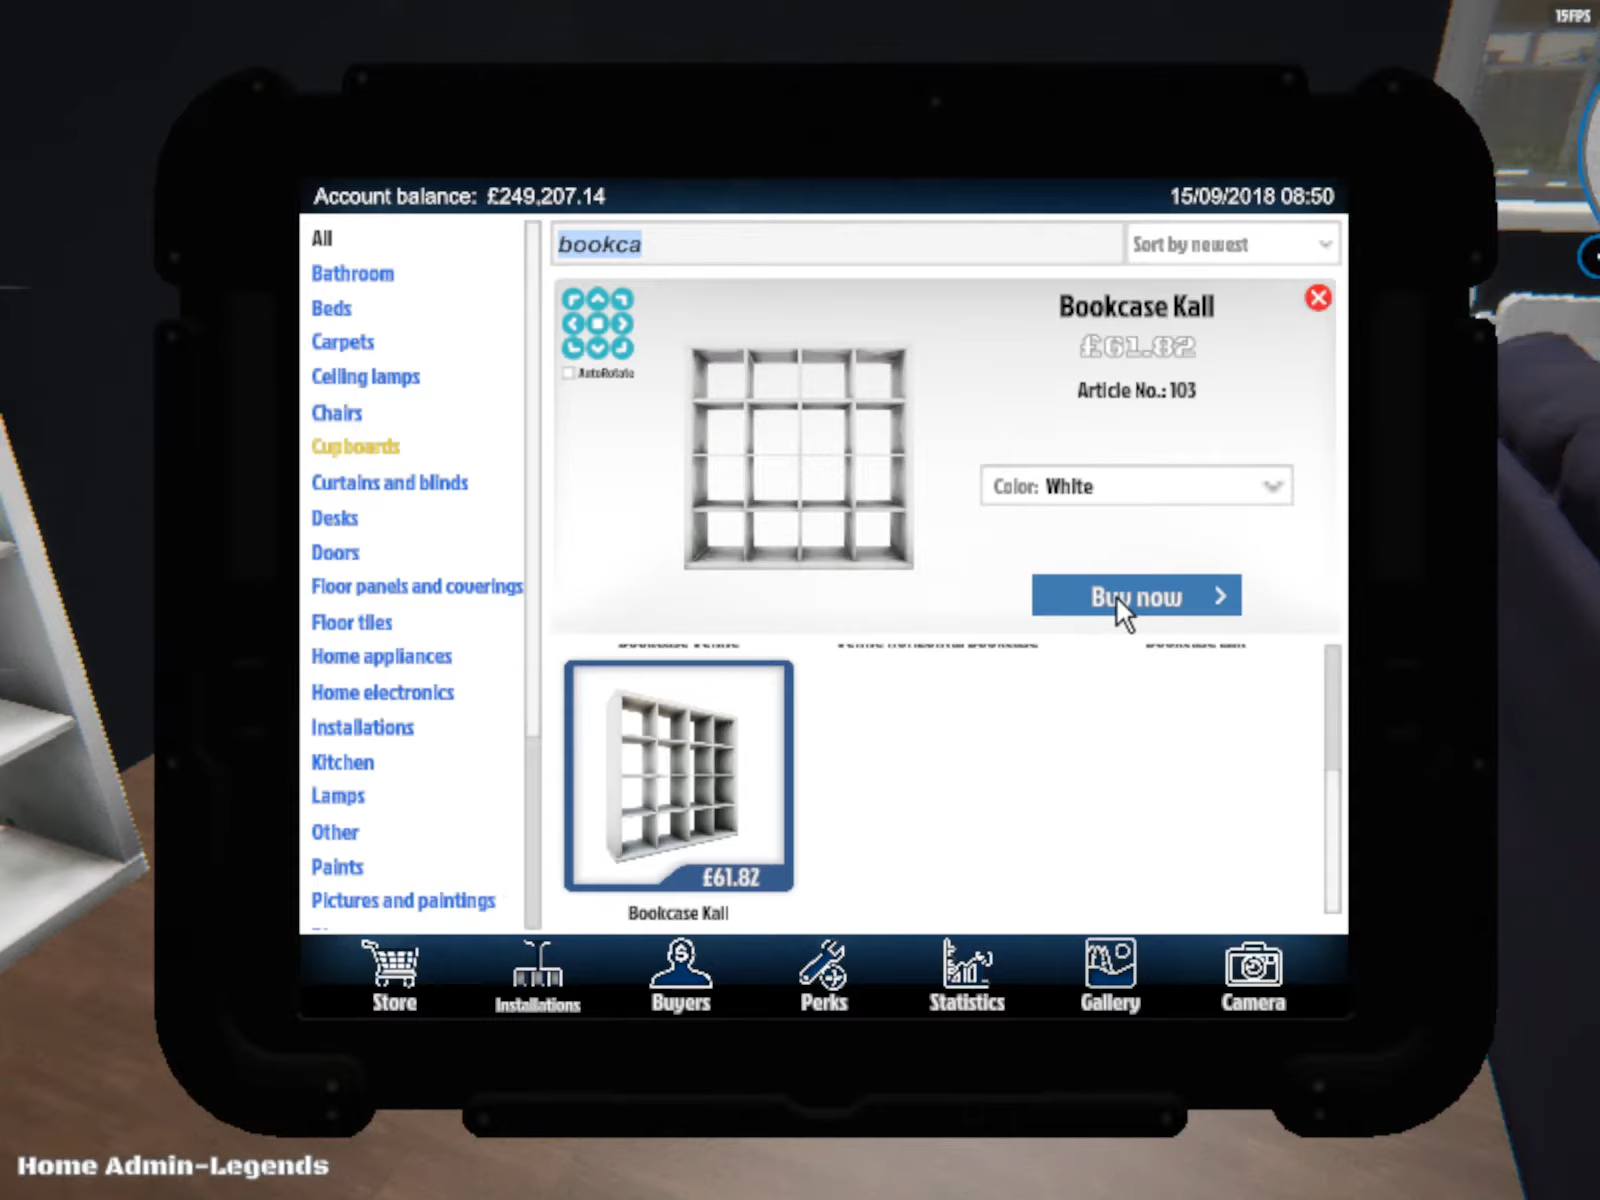 15FPS
Account balance: £249,207.14
15/09/2018 08:50
All
Bathroom
Beds
Carpets
Ceiling lamps
Chairs
Cupboards
Curtains and blinds
Desks
Doors
Floor panels and coverings
Floor tiles
Home appliances
Home electronics
Installations
Kitchen
Lamps
Other
Paints
Pictures and paintings
bookca
Sort by newest
AutoRotate
Bookcase Kall
£61.82
Article No.: 103
Color: White
Buy now
£61.82
Bookcase Kall
Store
Installations
Buyers
Perks
Statistics
Gallery
Camera
Home Admin-Legends